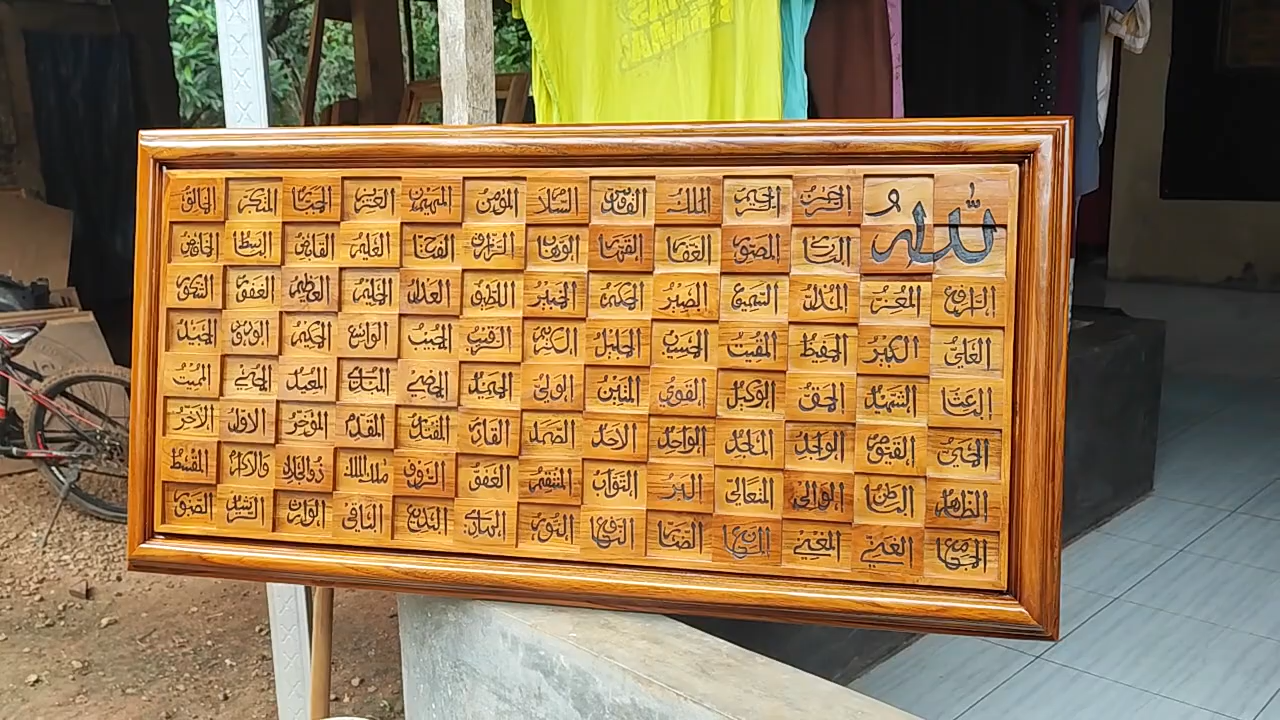 الله الرحمن الرحيم الملك القدوس السلام المؤمن المهيمن العزيز الجبار المتكبر الخالق
البارئ المصور الغفار القهار الوهاب الرزاق الفتاح العليم القابض الباسط الخافض
الرافع المعز المذل السميع البصير الحكم الخبير اللطيف العدل الحليم العظيم الغفور الشكور
العلي الكبير الحفيظ المقيت الحسيب الجليل الكريم الرقيب المجيب الواسع الحكيم الودود المجيد
الباعث الشهيد الحق الوكيل القوي المتين الولي الحميد المحصي المبدئ المعيد المحيي المميت
الحي القيوم الواجد الماجد الواحد الاحد الصمد القادر المقتدر المقدم المؤخر الاول الآخر
الظاهر الباطن الوالي المتعالي البر التواب المنتقم العفو الرؤوف مالك الملك ذو الجلال والاكرام المقسط
الجامع الغني المغني المانع الضار النافع النور الهادي البديع الباقي الوارث الرشيد الصبور